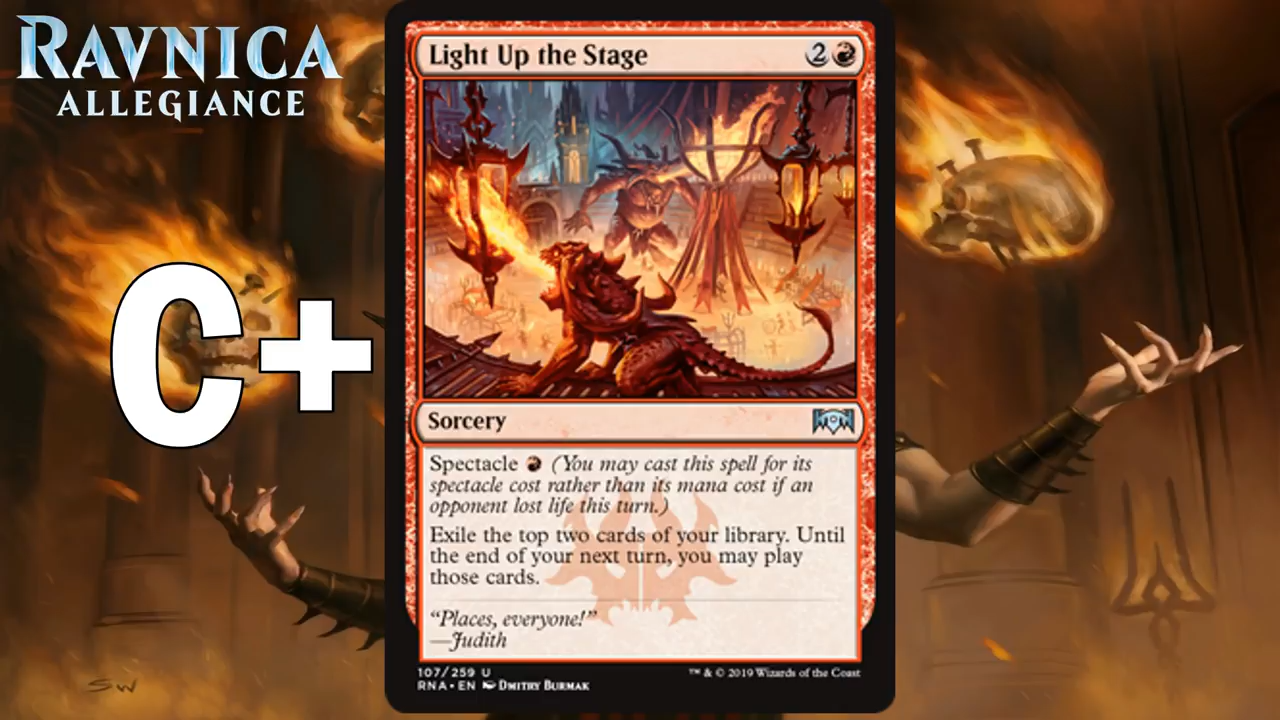 RAVNICA
ALLEGIANCE
C+
Light Up the Stage 2
Sorcery
Spectacle (You may cast this spell for its
spectacle cost rather than its mana cost if an
opponent lost life this turn.)
Exile the top two cards of your library. Until
the end of your next turn, you may play
those cards.
“Places, everyone!”
—Judith
107/259 U
RNA • EN Dmitry Burmak
™ & © 2019 Wizards of the Coast
SW